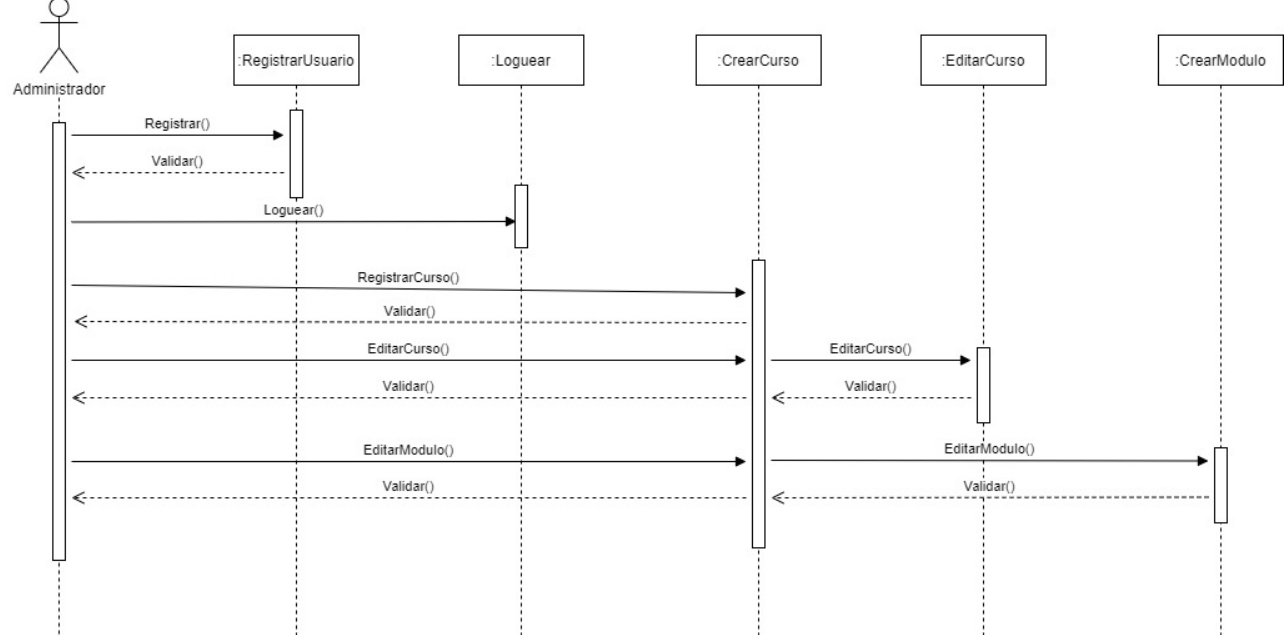 :RegistrarUsuario
:Loguear
:CrearCurso
:EditarCurso
:CrearModulo
Administrador
Registrar()
Validar()
Loguear()
RegistrarCurso()
Validar()
EditarCurso()
EditarCurso()
Validar()
Validar()
EditarModulo()
EditarModulo()
Validar()
Validar()